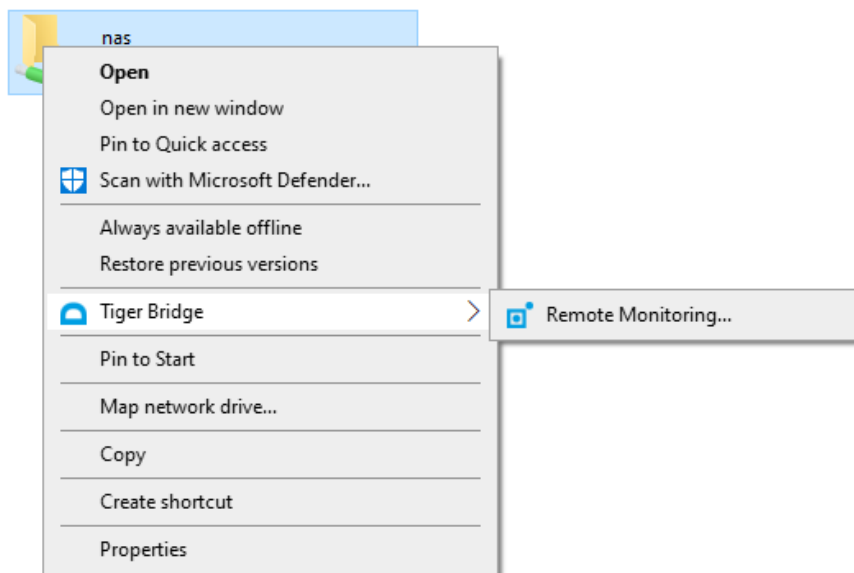 nas
Open
Open in new window
Pin to Quick access
Scan with Microsoft Defender...
Always available offline
Restore previous versions
Tiger Bridge
Remote Monitoring...
Pin to Start
Map network drive...
Copy
Create shortcut
Properties